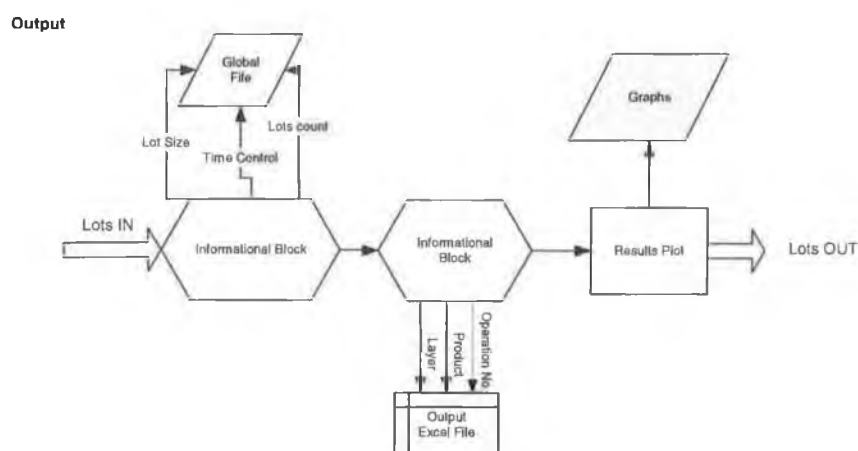 Output
Global
File
Graphs
Lots count
Lot Size
Time Control
Lots IN
Informational Block
Informational
Block
Results Plot
Lots OUT
Layer
Product
Operation No.
Output
Excel File